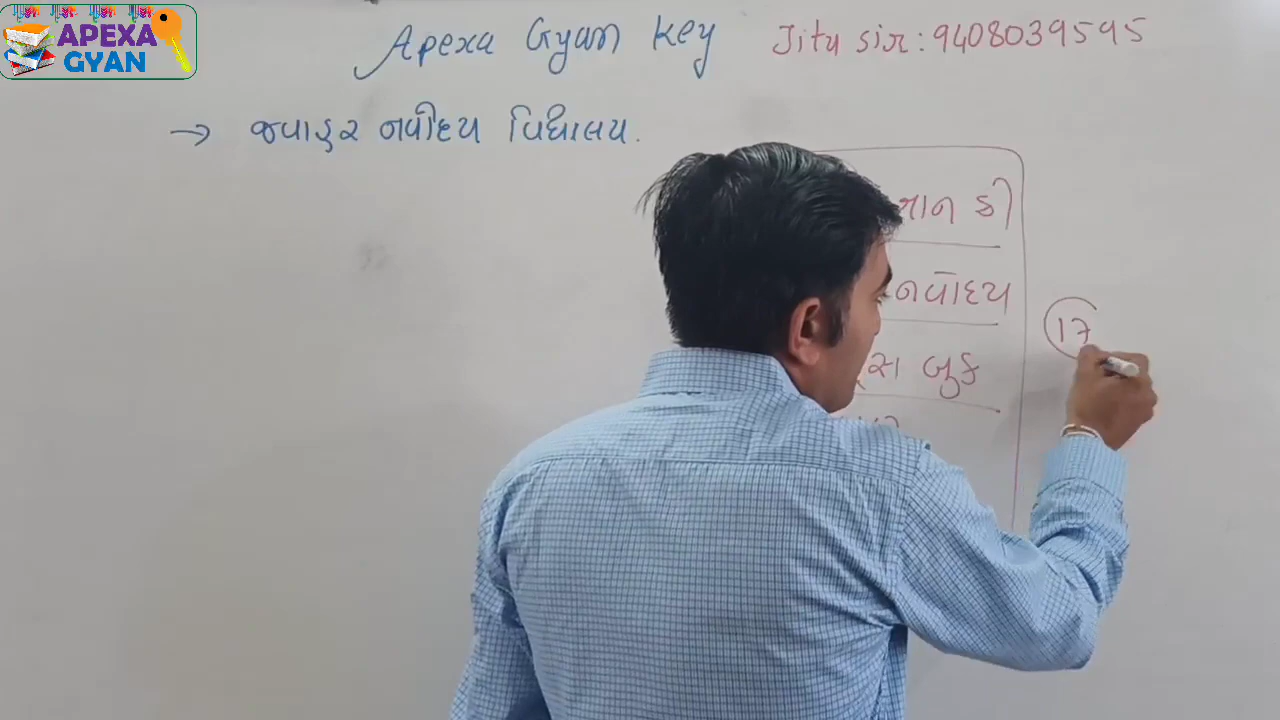 APEXA
GYAN
Apexa Gyan Key Jitu sir : 9408039595
→ જવાહર નવોદય વિદ્યાલય.
કી
નવોદય
બુક
17